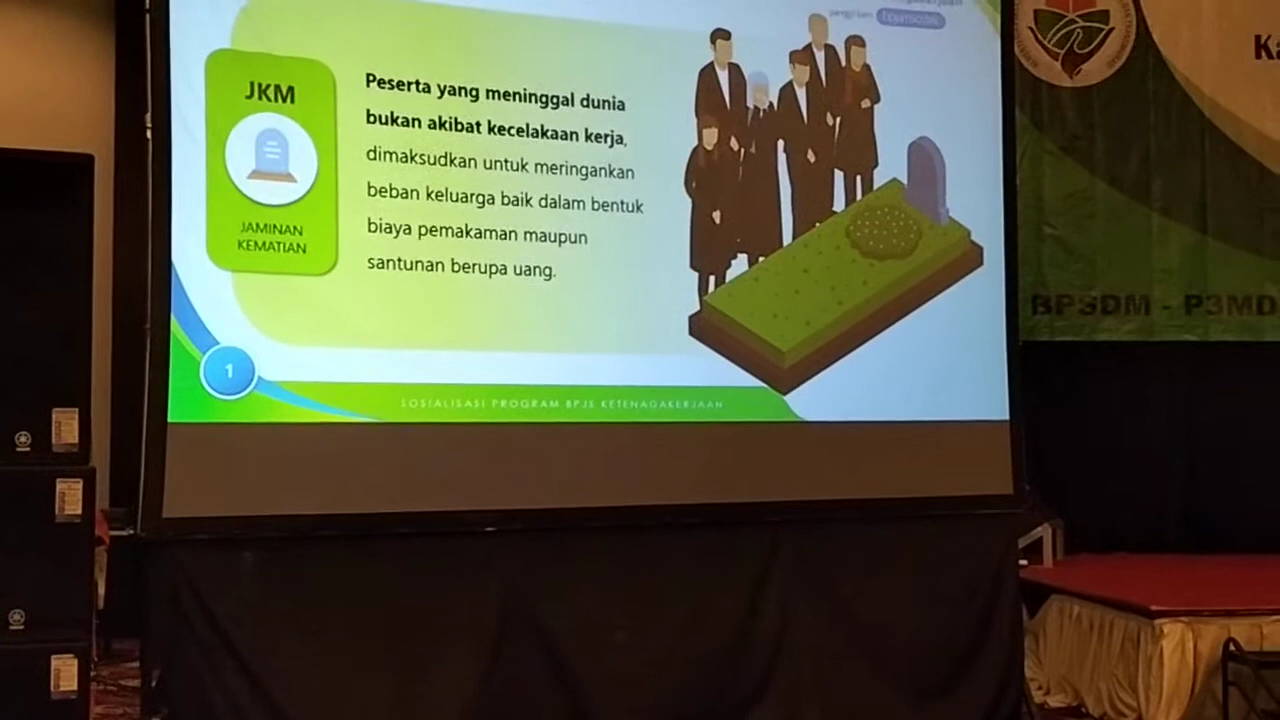 JKM
JAMINAN
KEMATIAN
Peserta yang meninggal dunia
bukan akibat kecelakaan kerja,
dimaksudkan untuk meringankan
beban keluarga baik dalam bentuk
biaya pemakaman maupun
santunan berupa uang.
1
SOSIALISASI PROGRAM BPJS KETENAGAKERJAAN
Ka
BPSDM - P3MD